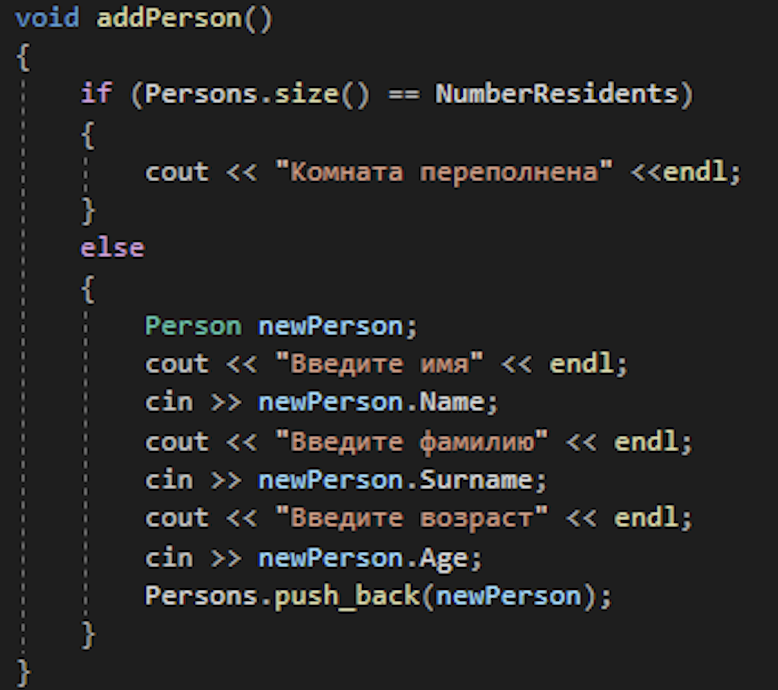 void addPerson()
{
if (Persons.size() == NumberResidents)
{
cout << "Комната переполнена" <<endl;
}
else
{
Person newPerson;
cout << "Введите имя" << endl;
cin >> newPerson.Name;
cout << "Введите фамилию" << endl;
cin >> newPerson.Surname;
cout << "Введите возраст" << endl;
cin >> newPerson.Age;
Persons.push_back(newPerson);
}
}